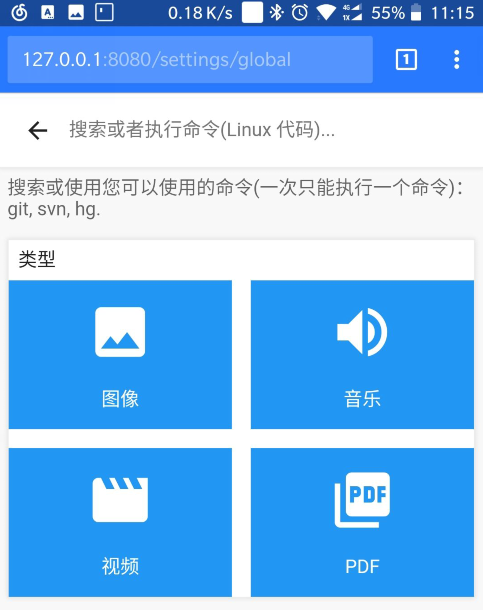 0.18 K/s 4G 1X 55% 11:15
127.0.0.1:8080/settings/global 1
搜索或者执行命令(Linux 代码)...
搜索或使用您可以使用的命令(一次只能执行一个命令)：
git, svn, hg.
类型
图像 音乐
PDF
视频 PDF